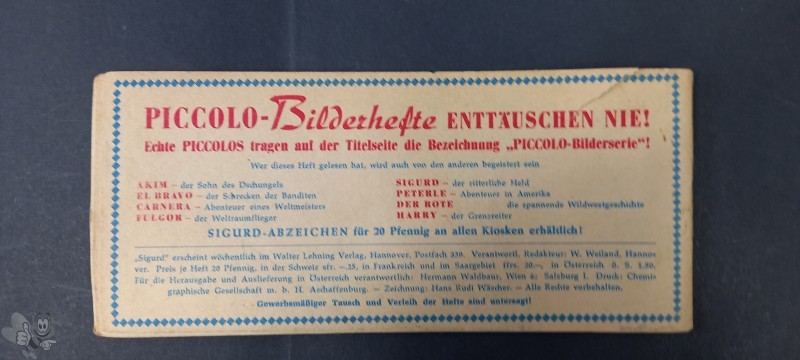 PICCOLO-Bilderhefte ENTTÄUSCHEN NIE!
Echte PICCOLOS tragen auf der Titelseite die Bezeichnung „PICCOLO-Bilderserie“!
Wer dieses Heft gelesen hat, wird auch von den anderen begeistert sein
AKIM – der Sohn des Dschungels
EL BRAVO – der Schrecken der Banditen
CARNERA – Abenteuer eines Weltmeisters
FULGOR – der Weltraumflieger
SIGURD – der ritterliche Held
PETERLE – Abenteuer in Amerika
DER ROTE die spannende Wildwestgeschichte
HARRY – der Grenzreiter
SIGURD-ABZEICHEN für 20 Pfennig an allen Kiosken erhältlich!
„Sigurd“ erscheint wöchentlich im Walter Lehning Verlag, Hannover, Postfach 330. Verantwortl. Redakteur: W. Weiland, Hanno-
ver. Preis je Heft 20 Pfennig, in der Schweiz sfr. –,25, in Frankreich und im Saargebiet ffrs. 20–, in Österreich ö. S. 1,50.
Für die Herausgabe und Auslieferung in Österreich verantwortlich: Hermann Waldbaur, Wien &; Salzburg I. Druck: Chemi-
graphische Gesellschaft m. b. H. Aschaffenburg. – Zeichnung: Hans Rudi Wäscher. – Alle Rechte vorbehalten.
Gewerbsmäßiger Tausch und Verleih der Hefte sind untersagt!